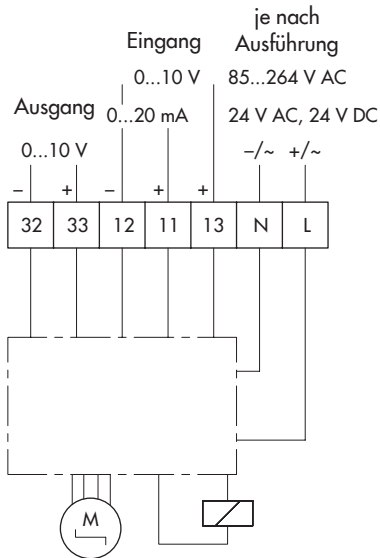 je nach
Eingang Ausführung
0...10 V 85...264 V AC
Ausgang 0...20 mA 24 V AC, 24 V DC
0...10 V –/~ +/~
– + – + +
32 33 12 11 13 N L
M